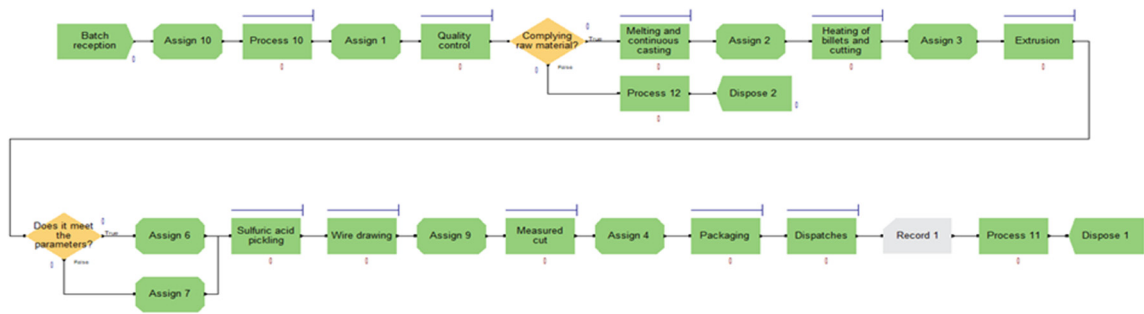 Batch
reception
Assign 10
Process 10
Assign 1
Quality
control
Complying
raw material?
True
False
Melting and
continuous
casting
Assign 2
Heating of
billets and
cutting
Assign 3
Extrusion
Process 12
Dispose 2
Does it meet
the
parameters?
True
False
Assign 6
Assign 7
Sulfuric acid
pickling
Wire drawing
Assign 9
Measured
cut
Assign 4
Packaging
Dispatches
Record 1
Process 11
Dispose 1